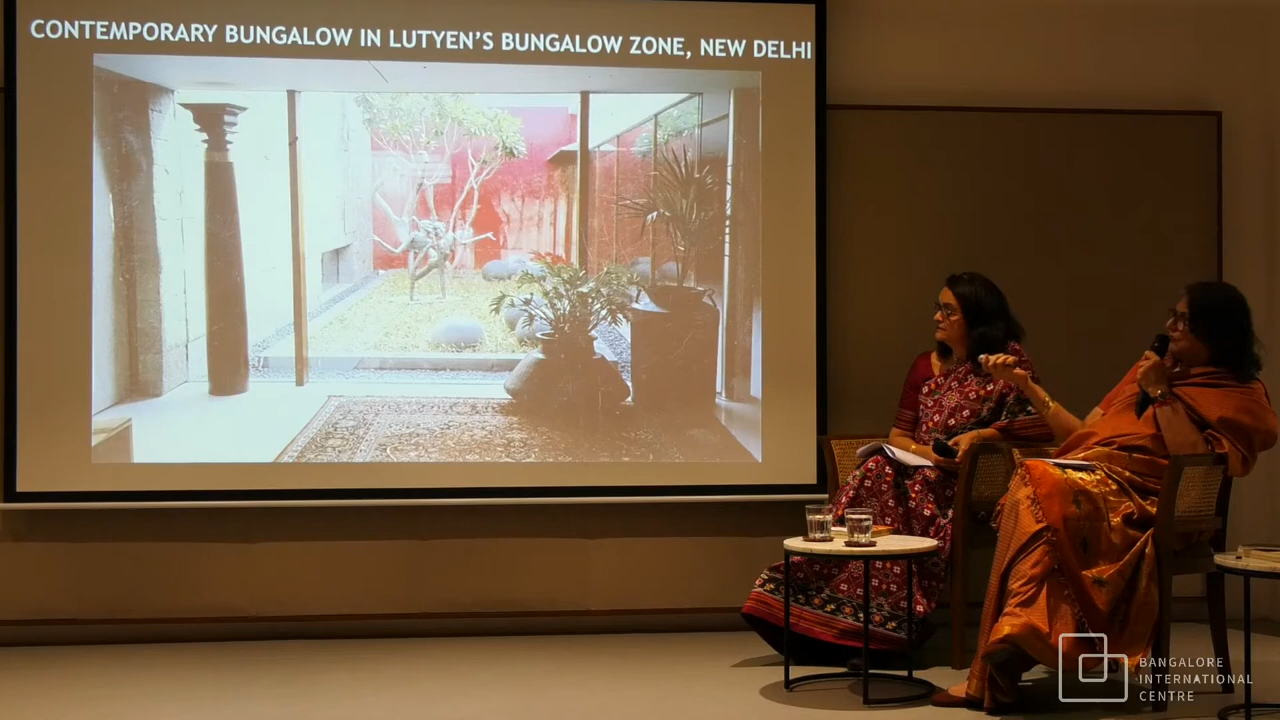 CONTEMPORARY BUNGALOW IN LUTYEN'S BUNGALOW ZONE, NEW DELHI
BANGALORE
INTERNATIONAL
CENTRE